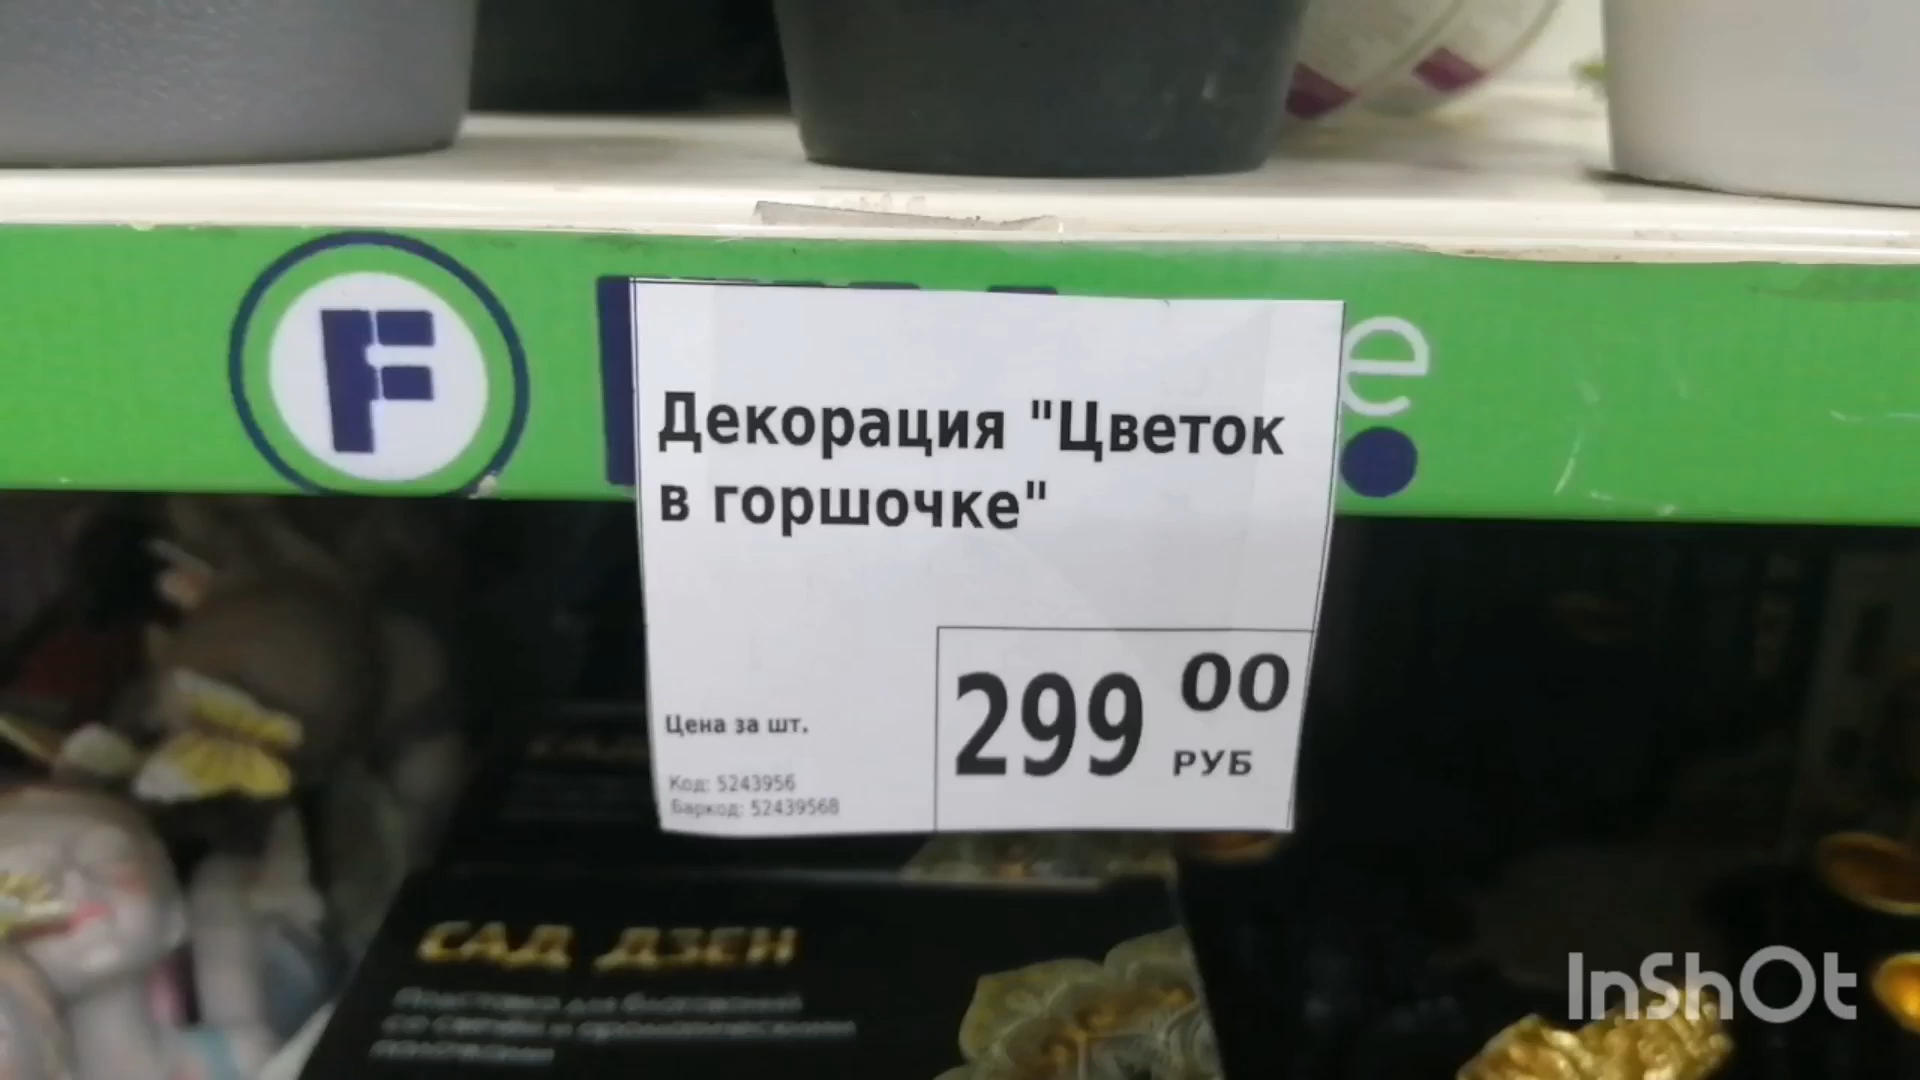 F
e
Декорация "Цветок
в горшочке"
299 00
РУБ
Цена за шт.
Код: 5243956
Баркод: 52439568
САД ДЗЕН
InShOt